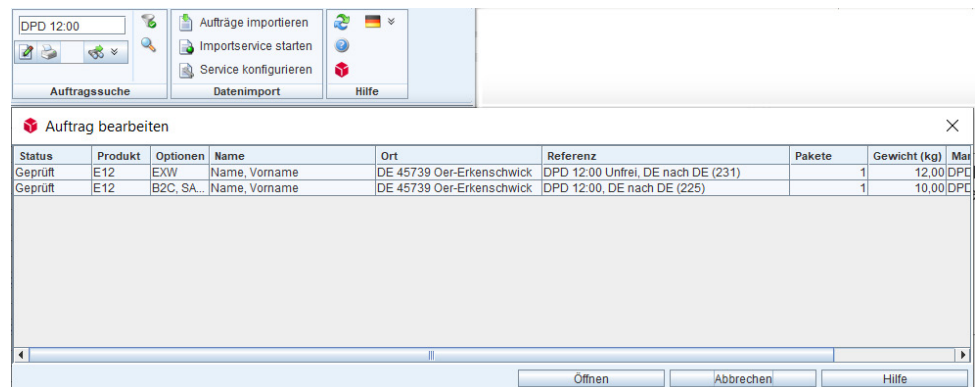 DPD 12:00
Aufträge importieren
Importservice starten
Service konfigurieren
Auftragssuche Datenimport Hilfe
Auftrag bearbeiten
Status Produkt Optionen Name Ort Referenz Pakete Gewicht (kg) Mar
Geprüft E12 EXW Name, Vorname DE 45739 Oer-Erkenschwick DPD 12:00 Unfrei, DE nach DE (231) 1 12,00 DPD
Geprüft E12 B2C, SA... Name, Vorname DE 45739 Oer-Erkenschwick DPD 12:00, DE nach DE (225) 1 10,00 DPD
Öffnen Abbrechen Hilfe